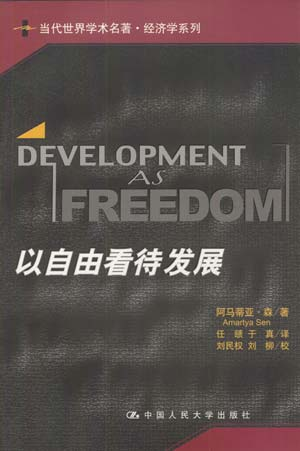 当代世界学术名著·经济学系列
DEVELOPMENT
AS
FREEDOM
以自由看待发展
阿马蒂亚·森/著
Amartya Sen
任赜 于真/译
刘民权 刘柳/校
中国人民大学出版社